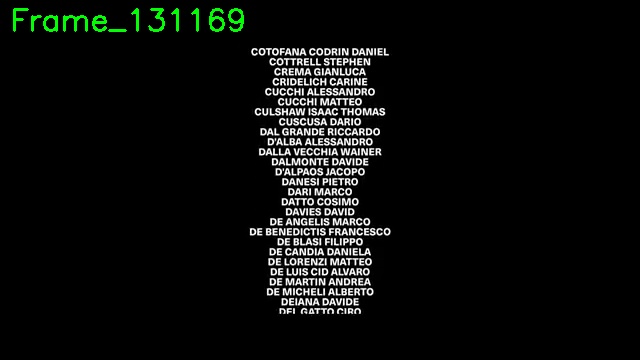 Frame_131169
COTOFANA CODRIN DANIEL
COTTRELL STEPHEN
CREMA GIANLUCA
CRIDELICH CARINE
CUCCHI ALESSANDRO
CUCCHI MATTEO
CULSHAW ISAAC THOMAS
CUSCUSA DARIO
DAL GRANDE RICCARDO
D'ALBA ALESSANDRO
DALLA VECCHIA WAINER
DALMONTE DAVIDE
D'ALPAOS JACOPO
DANESI PIETRO
DARI MARCO
DATTO COSIMO
DAVIES DAVID
DE ANGELIS MARCO
DE BENEDICTIS FRANCESCO
DE BLASI FILIPPO
DE CANDIA DANIELA
DE LORENZI MATTEO
DE LUIS CID ALVARO
DE MARTIN ANDREA
DE MICHELI ALBERTO
DEIANA DAVIDE
DEL GATTO CIRO